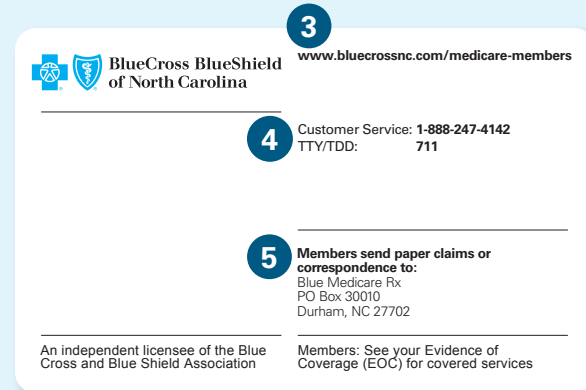 3
www.bluecrossnc.com/medicare-members
BlueCross BlueShield
of North Carolina
4
Customer Service: 1-888-247-4142
TTY/TDD: 711
5
Members send paper claims or
correspondence to:
Blue Medicare Rx
PO Box 30010
Durham, NC 27702
An independent licensee of the Blue
Cross and Blue Shield Association
Members: See your Evidence of
Coverage (EOC) for covered services